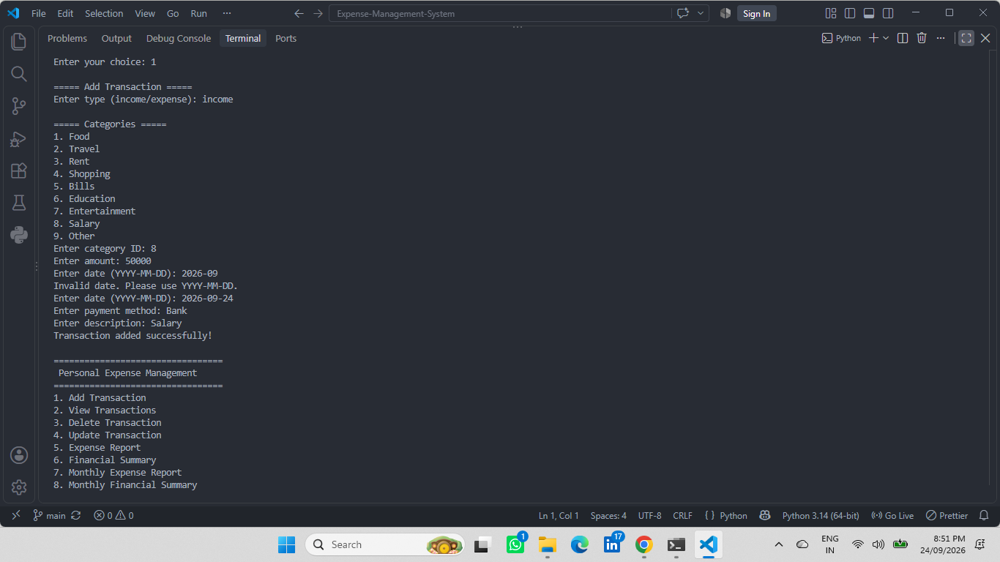 File Edit Selection View Go Run ··· Expense-Management-System Sign In
Problems Output Debug Console Terminal Ports Python
Enter your choice: 1
===== Add Transaction =====
Enter type (income/expense): income
===== Categories =====
1. Food
2. Travel
3. Rent
4. Shopping
5. Bills
6. Education
7. Entertainment
8. Salary
9. Other
Enter category ID: 8
Enter amount: 50000
Enter date (YYYY-MM-DD): 2026-09
Invalid date. Please use YYYY-MM-DD.
Enter date (YYYY-MM-DD): 2026-09-24
Enter payment method: Bank
Enter description: Salary
Transaction added successfully!
=================================
Personal Expense Management
=================================
1. Add Transaction
2. View Transactions
3. Delete Transaction
4. Update Transaction
5. Expense Report
6. Financial Summary
7. Monthly Expense Report
8. Monthly Financial Summary
main 0 0 Ln 1, Col 1 Spaces: 4 UTF-8 CRLF { } Python Python 3.14 (64-bit) Go Live Prettier
Search 1 17 ENG 8:51 PM
IN 24/09/2026